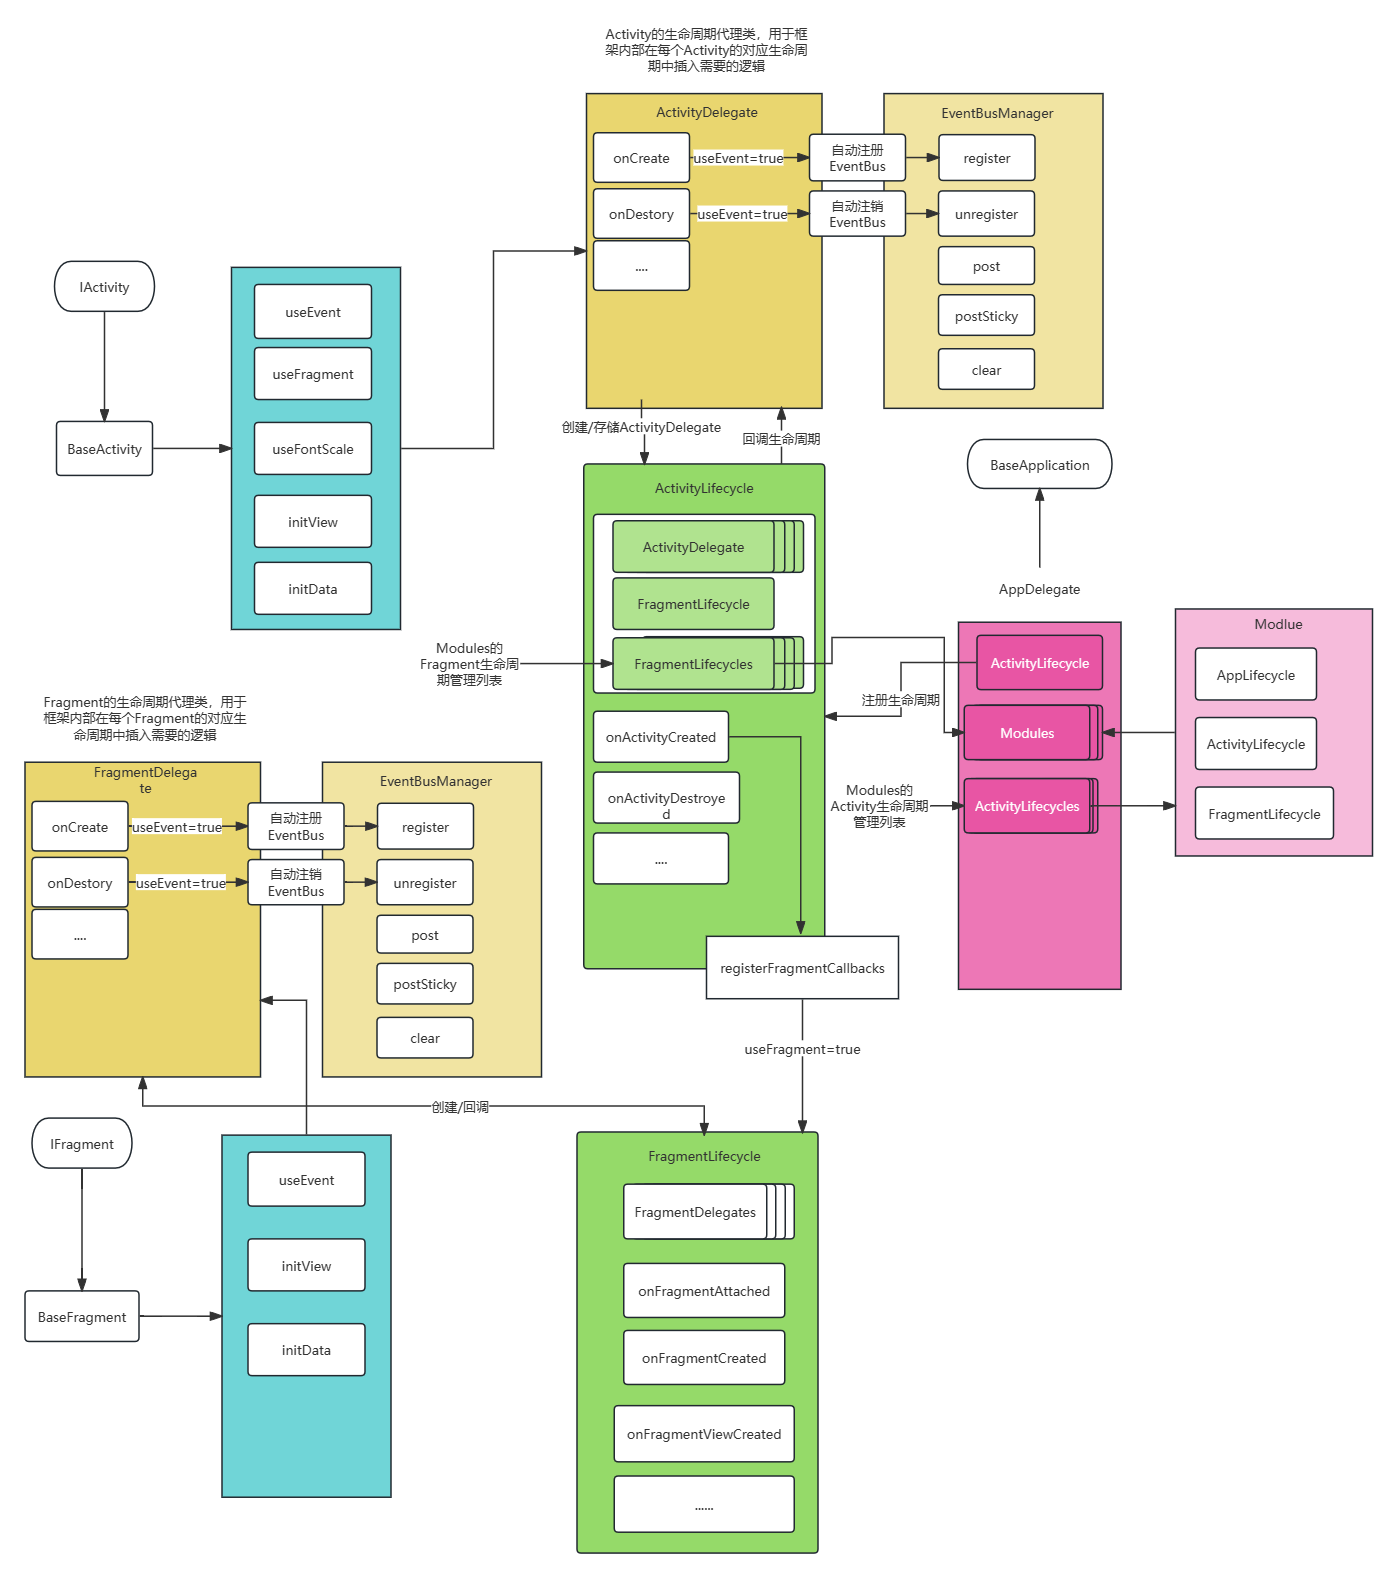 Activity的生命周期代理类，用于框
架内部在每个Activity的对应生命周
期中插入需要的逻辑
ActivityDelegate
onCreate
useEvent=true
自动注册
EventBus
onDestory
useEvent=true
自动注销
EventBus
....
EventBusManager
register
unregister
post
postSticky
clear
IActivity
BaseActivity
useEvent
useFragment
useFontScale
initView
initData
创建/存储ActivityDelegate
回调生命周期
ActivityLifecycle
ActivityDelegate
FragmentLifecycle
FragmentLifecycles
Modules的
Fragment生命周
期管理列表
onActivityCreated
onActivityDestroye
d
....
registerFragmentCallbacks
useFragment=true
BaseApplication
AppDelegate
ActivityLifecycle
注册生命周期
Modules
Modules的
Activity生命周期
管理列表
ActivityLifecycles
Modlue
AppLifecycle
ActivityLifecycle
FragmentLifecycle
Fragment的生命周期代理类，用于
框架内部在每个Fragment的对应生
命周期中插入需要的逻辑
FragmentDelega
te
onCreate
useEvent=true
自动注册
EventBus
onDestory
useEvent=true
自动注销
EventBus
....
EventBusManager
register
unregister
post
postSticky
clear
创建/回调
IFragment
BaseFragment
useEvent
initView
initData
FragmentLifecycle
FragmentDelegates
onFragmentAttached
onFragmentCreated
onFragmentViewCreated
......